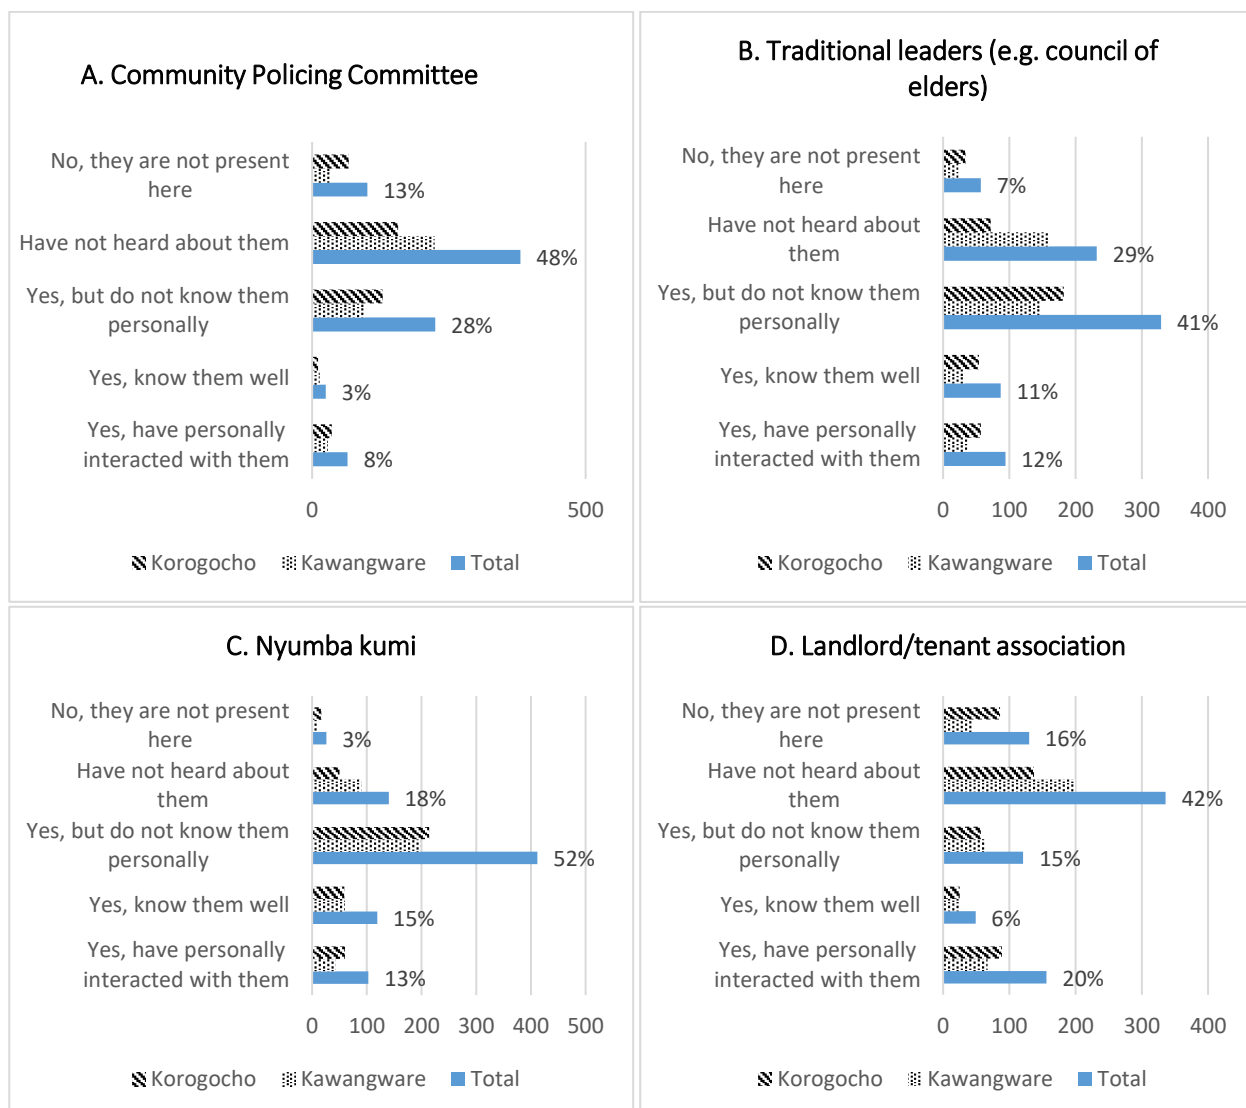 A. Community Policing Committee
No, they are not present
here
13%
Have not heard about them
48%
Yes, but do not know them
personally
28%
Yes, know them well
3%
Yes, have personally
interacted with them
8%
0 500
Korogocho Kawangware Total
B. Traditional leaders (e.g. council of
elders)
No, they are not present
here
7%
Have not heard about
them
29%
Yes, but do not know them
personally
41%
Yes, know them well
11%
Yes, have personally
interacted with them
12%
0 100 200 300 400
Korogocho Kawangware Total
C. Nyumba kumi
No, they are not present
here
3%
Have not heard about
them
18%
Yes, but do not know them
personally
52%
Yes, know them well
15%
Yes, have personally
interacted with them
13%
0 100 200 300 400 500
Korogocho Kawangware Total
D. Landlord/tenant association
No, they are not present
here
16%
Have not heard about
them
42%
Yes, but do not know them
personally
15%
Yes, know them well
6%
Yes, have personally
interacted with them
20%
0 100 200 300 400
Korogocho Kawangware Total